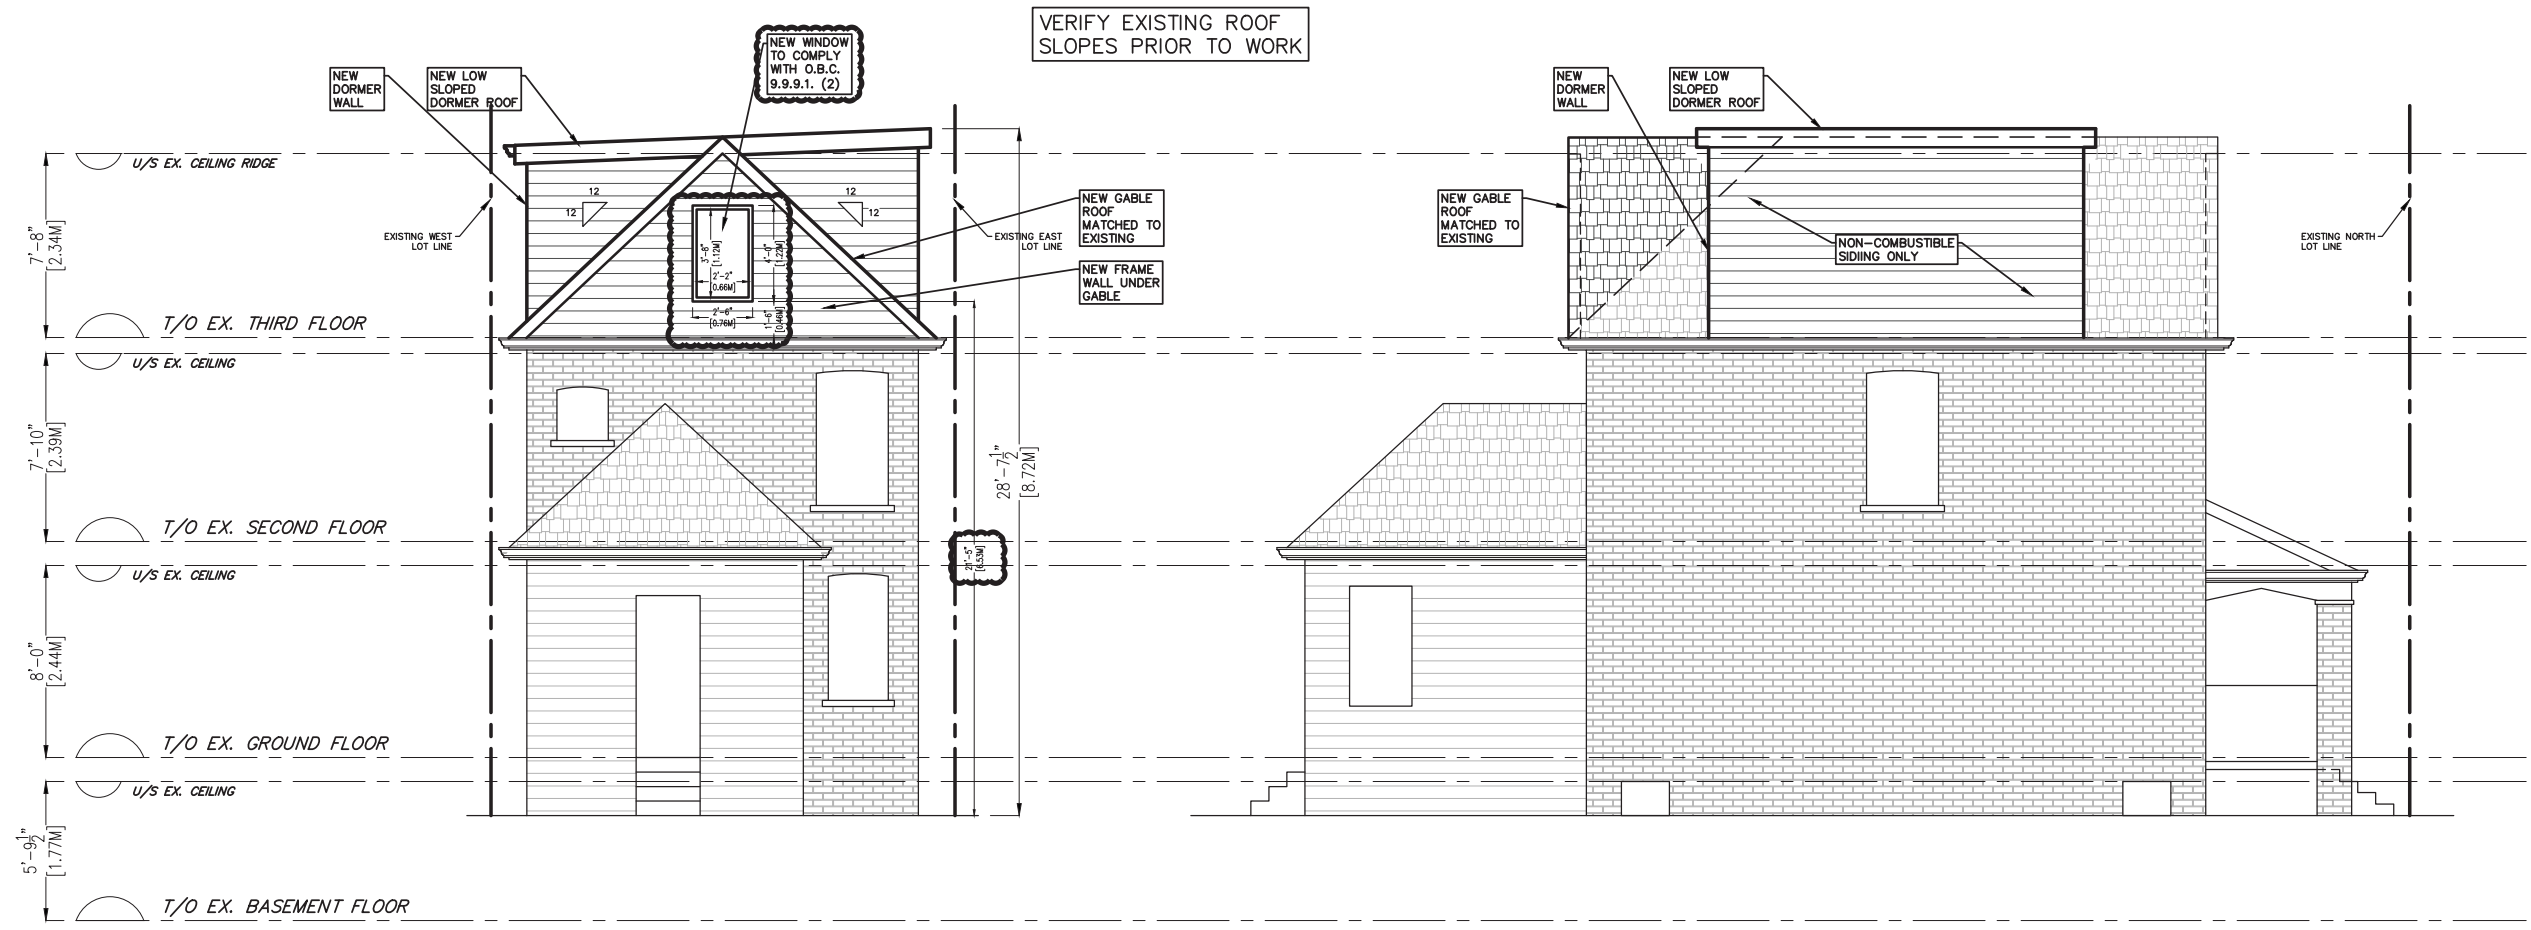 VERIFY EXISTING ROOF
SLOPES PRIOR TO WORK
NEW WINDOW
TO COMPLY
WITH O.B.C.
9.9.9.1. (2)
NEW
DORMER
WALL
NEW LOW
SLOPED
DORMER ROOF
U/S EX. CEILING RIDGE
7'-8"
[2.34M]
12
12
12
12
EXISTING WEST
LOT LINE
3'-8"
[1.12M]
4'-0"
[1.22M]
2'-2"
[0.66M]
2'-6"
[0.76M]
1'-6"
[0.46M]
NEW GABLE
ROOF
MATCHED TO
EXISTING
EXISTING EAST
LOT LINE
NEW FRAME
WALL UNDER
GABLE
T/O EX. THIRD FLOOR
U/S EX. CEILING
7'-10"
[2.39M]
28'-7 1/2"
[8.72M]
T/O EX. SECOND FLOOR
21'-5"
[6.53M]
U/S EX. CEILING
8'-0"
[2.44M]
T/O EX. GROUND FLOOR
U/S EX. CEILING
5'-9 1/2"
[1.77M]
T/O EX. BASEMENT FLOOR
NEW
DORMER
WALL
NEW LOW
SLOPED
DORMER ROOF
NEW GABLE
ROOF
MATCHED TO
EXISTING
NON-COMBUSTIBLE
SIDIING ONLY
EXISTING NORTH
LOT LINE